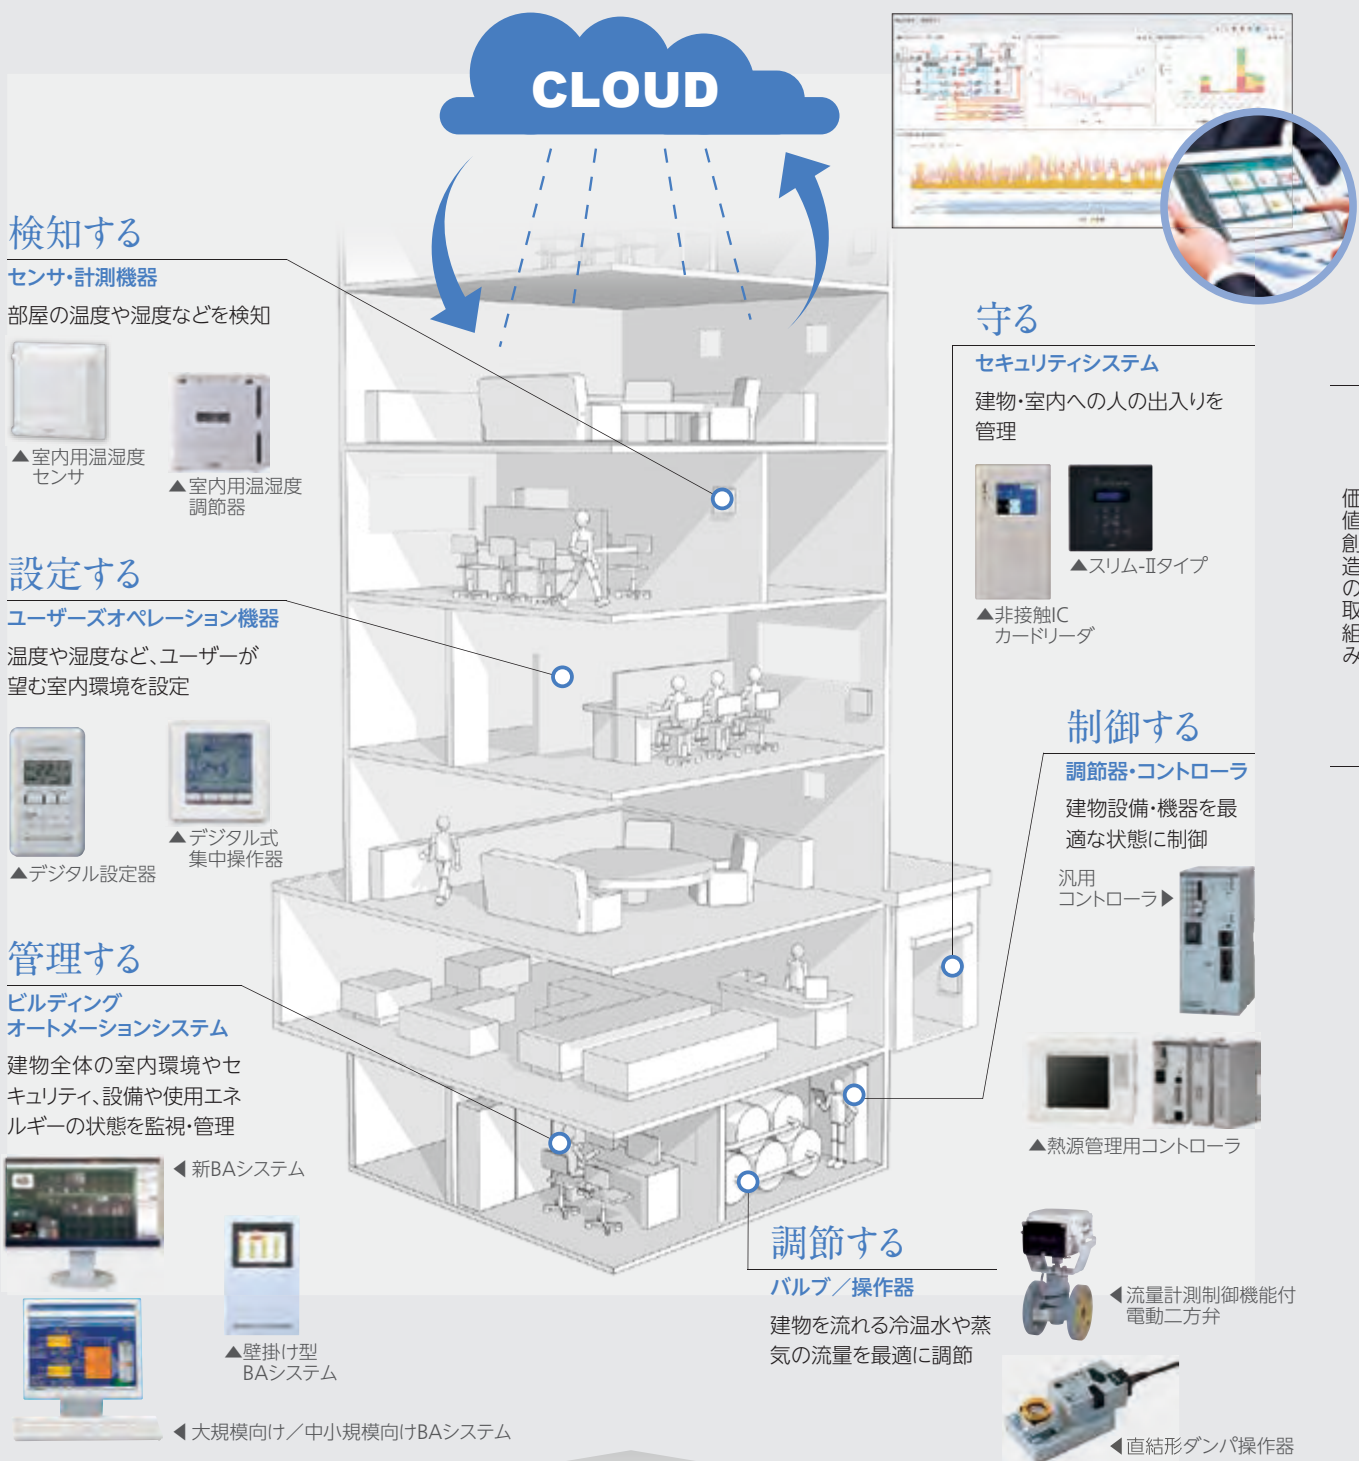 CLOUD
検知する
センサ・計測機器
部屋の温度や湿度などを検知
▲室内用温湿度
センサ
▲室内用温湿度
調節器
設定する
ユーザーズオペレーション機器
温度や湿度など、ユーザーが
望む室内環境を設定
▲デジタル設定器
▲デジタル式
集中操作器
管理する
ビルディング
オートメーションシステム
建物全体の室内環境やセ
キュリティ、設備や使用エネ
ルギーの状態を監視・管理
◀新BAシステム
▲壁掛け型
BAシステム
◀大規模向け／中小規模向けBAシステム
守る
セキュリティシステム
建物・室内への人の出入りを
管理
▲非接触IC
カードリーダ
▲スリム-Ⅱタイプ
制御する
調節器・コントローラ
建物設備・機器を最
適な状態に制御
汎用
コントローラ▶
▲熱源管理用コントローラ
調節する
バルブ／操作器
建物を流れる冷温水や蒸
気の流量を最適に調節
◀流量計測制御機能付
電動二方弁
◀直結形ダンパ操作器
価値創造の取組み